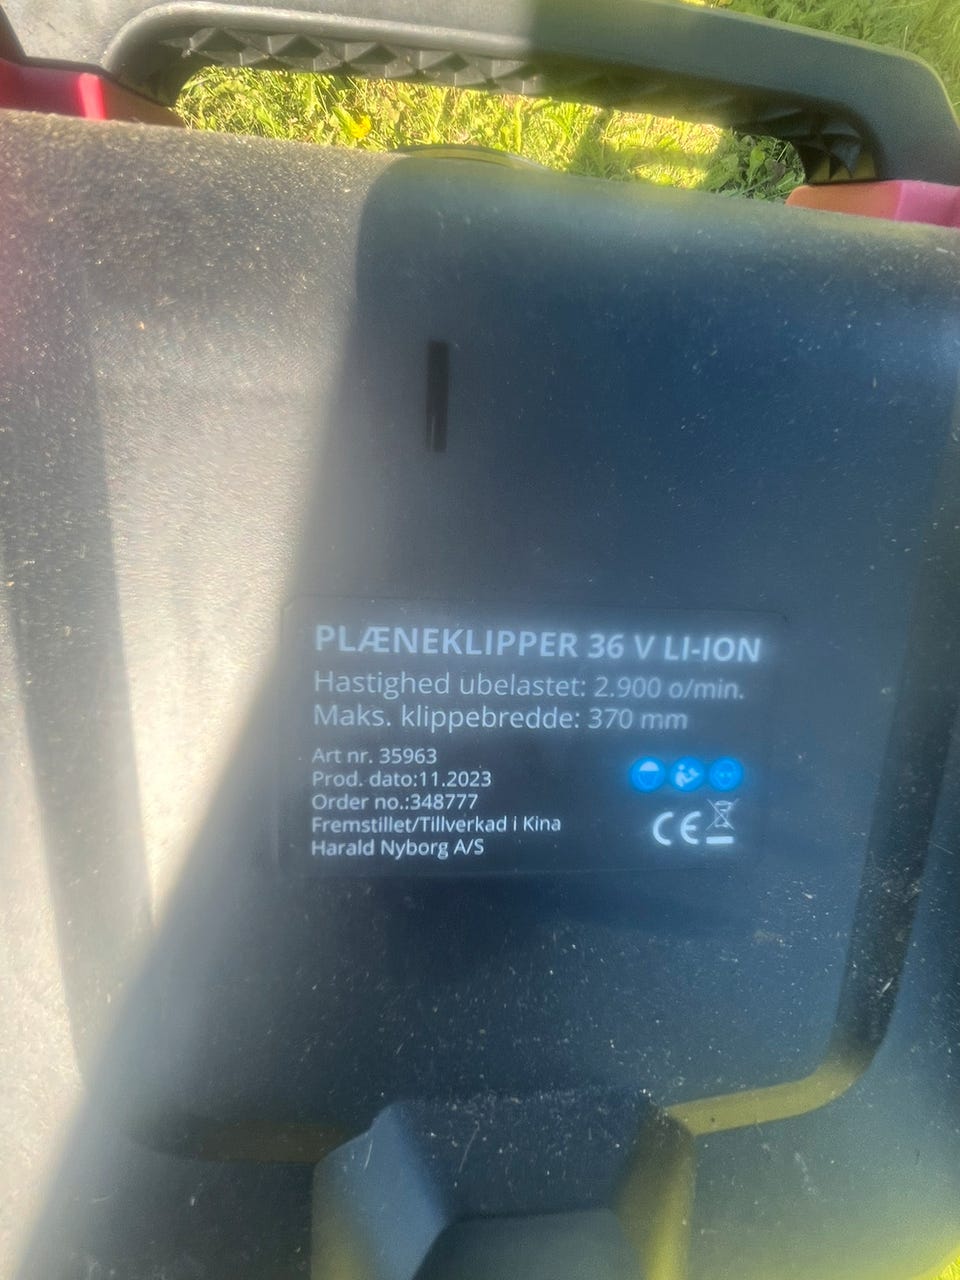 PLÆNEKLIPPER 36 V LI-ION
Hastighed ubelastet: 2.900 o/min.
Maks. klippebredde: 370 mm
Art nr. 35963
Prod. dato:11.2023
Order no.:348777
Fremstillet/Tillverkad i Kina
Harald Nyborg A/S
CE